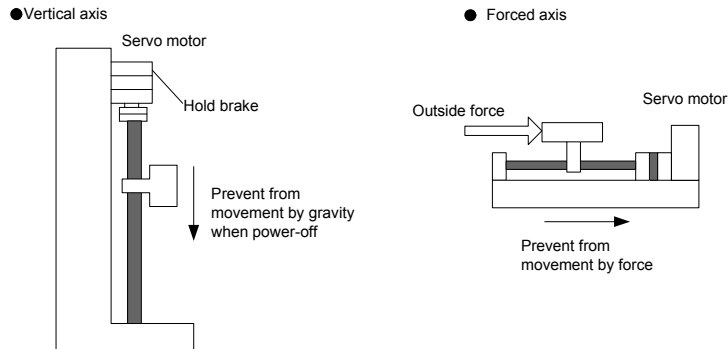 ●Vertical axis
Servo motor
Hold brake
Prevent from
movement by gravity
when power-off
● Forced axis
Servo motor
Outside force
Prevent from
movement by force